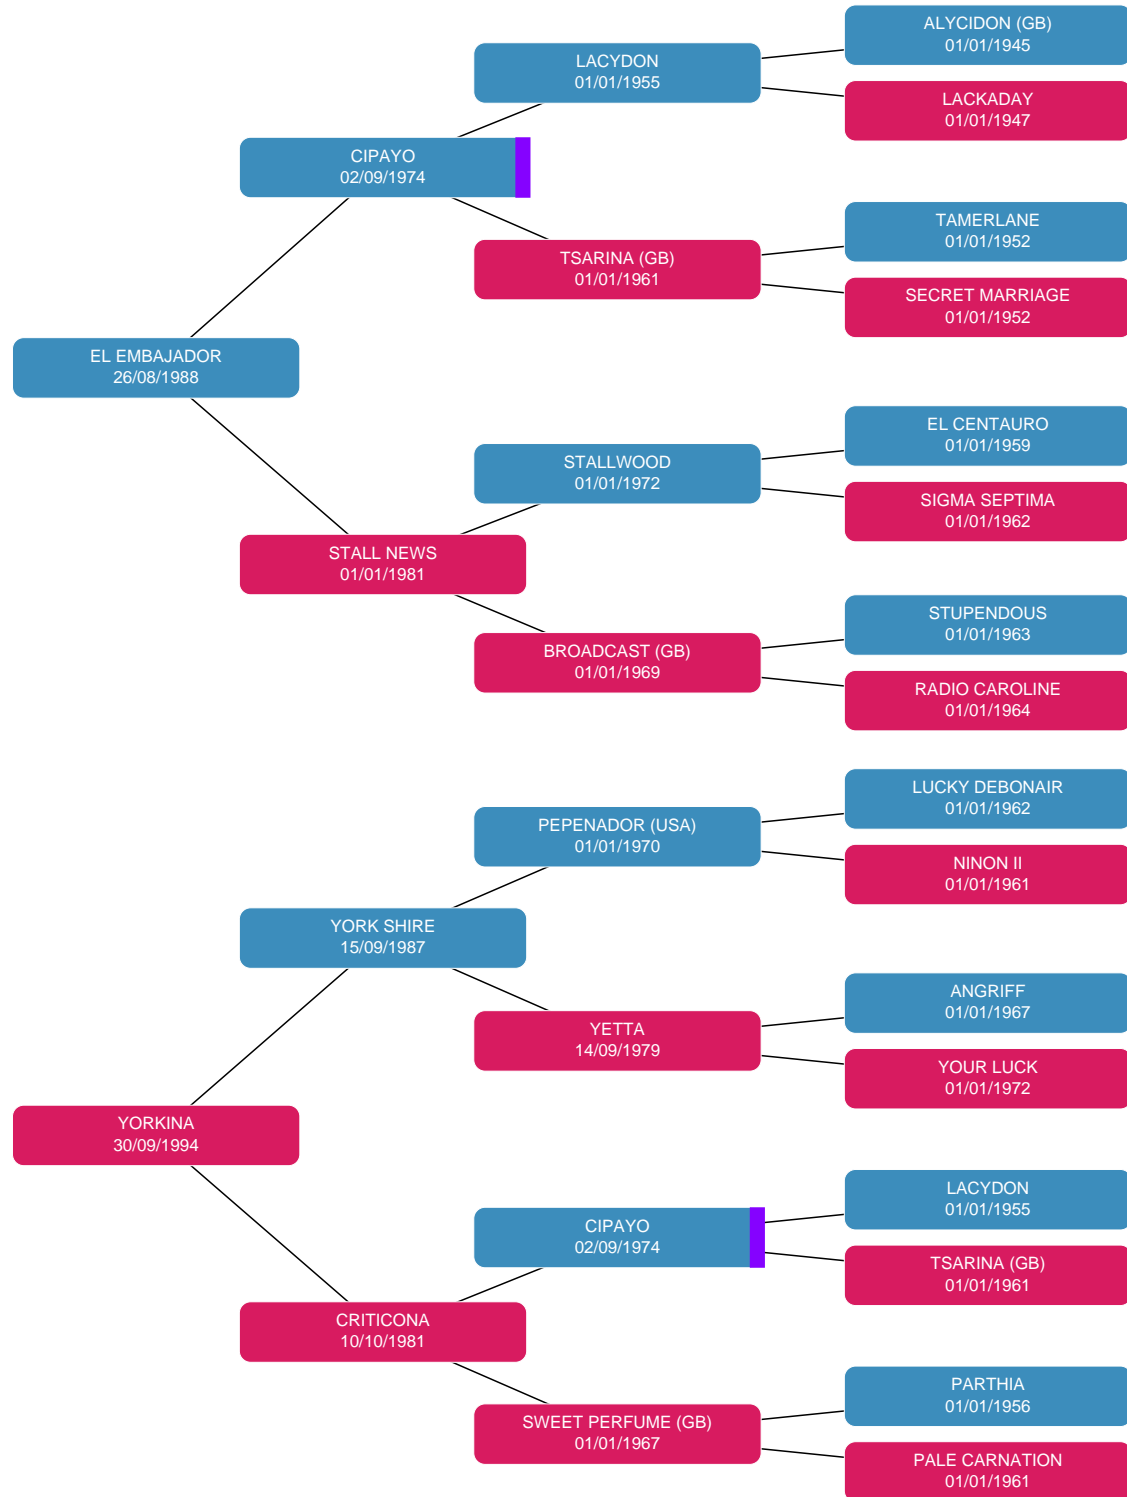 ALYCIDON (GB)
01/01/1945
LACYDON
01/01/1955
LACKADAY
01/01/1947
CIPAYO
02/09/1974
TAMERLANE
01/01/1952
TSARINA (GB)
01/01/1961
SECRET MARRIAGE
01/01/1952
EL EMBAJADOR
26/08/1988
EL CENTAURO
01/01/1959
STALLWOOD
01/01/1972
SIGMA SEPTIMA
01/01/1962
STALL NEWS
01/01/1981
STUPENDOUS
01/01/1963
BROADCAST (GB)
01/01/1969
RADIO CAROLINE
01/01/1964
LUCKY DEBONAIR
01/01/1962
PEPENADOR (USA)
01/01/1970
NINON II
01/01/1961
YORK SHIRE
15/09/1987
ANGRIFF
01/01/1967
YETTA
14/09/1979
YOUR LUCK
01/01/1972
YORKINA
30/09/1994
LACYDON
01/01/1955
CIPAYO
02/09/1974
TSARINA (GB)
01/01/1961
CRITICONA
10/10/1981
PARTHIA
01/01/1956
SWEET PERFUME (GB)
01/01/1967
PALE CARNATION
01/01/1961